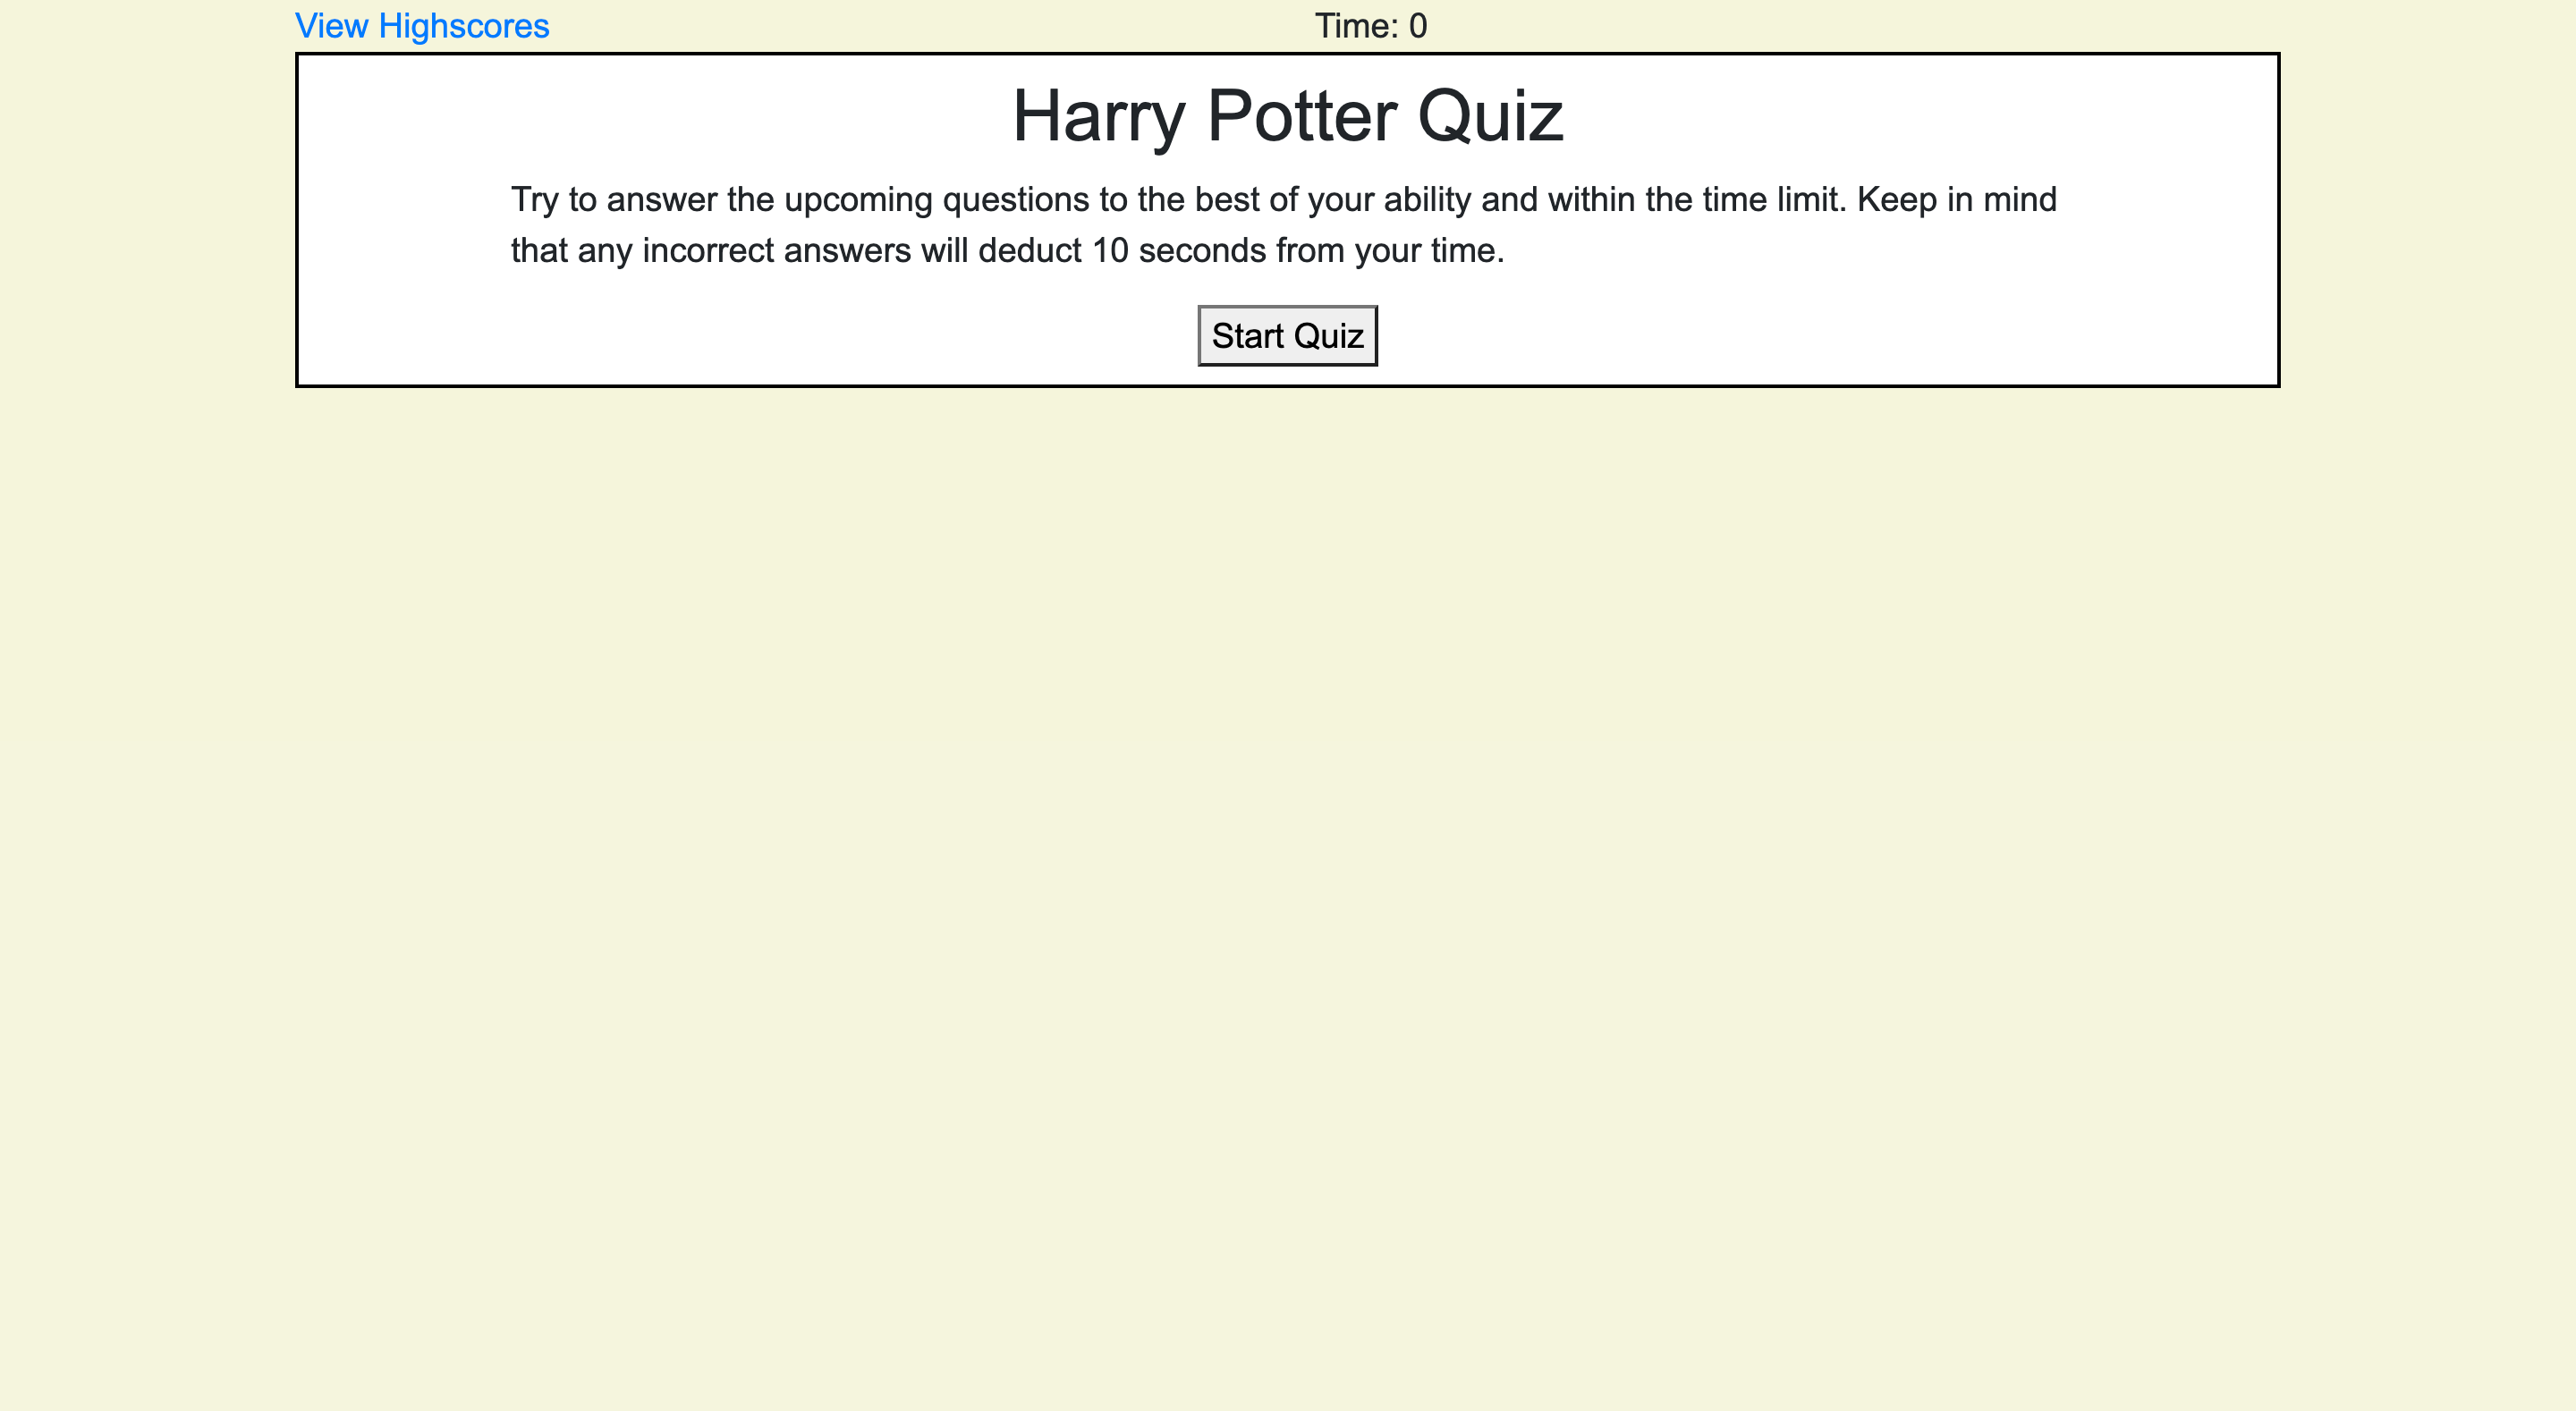 View Highscores
Time: 0
Harry Potter Quiz
Try to answer the upcoming questions to the best of your ability and within the time limit. Keep in mind
that any incorrect answers will deduct 10 seconds from your time.
Start Quiz